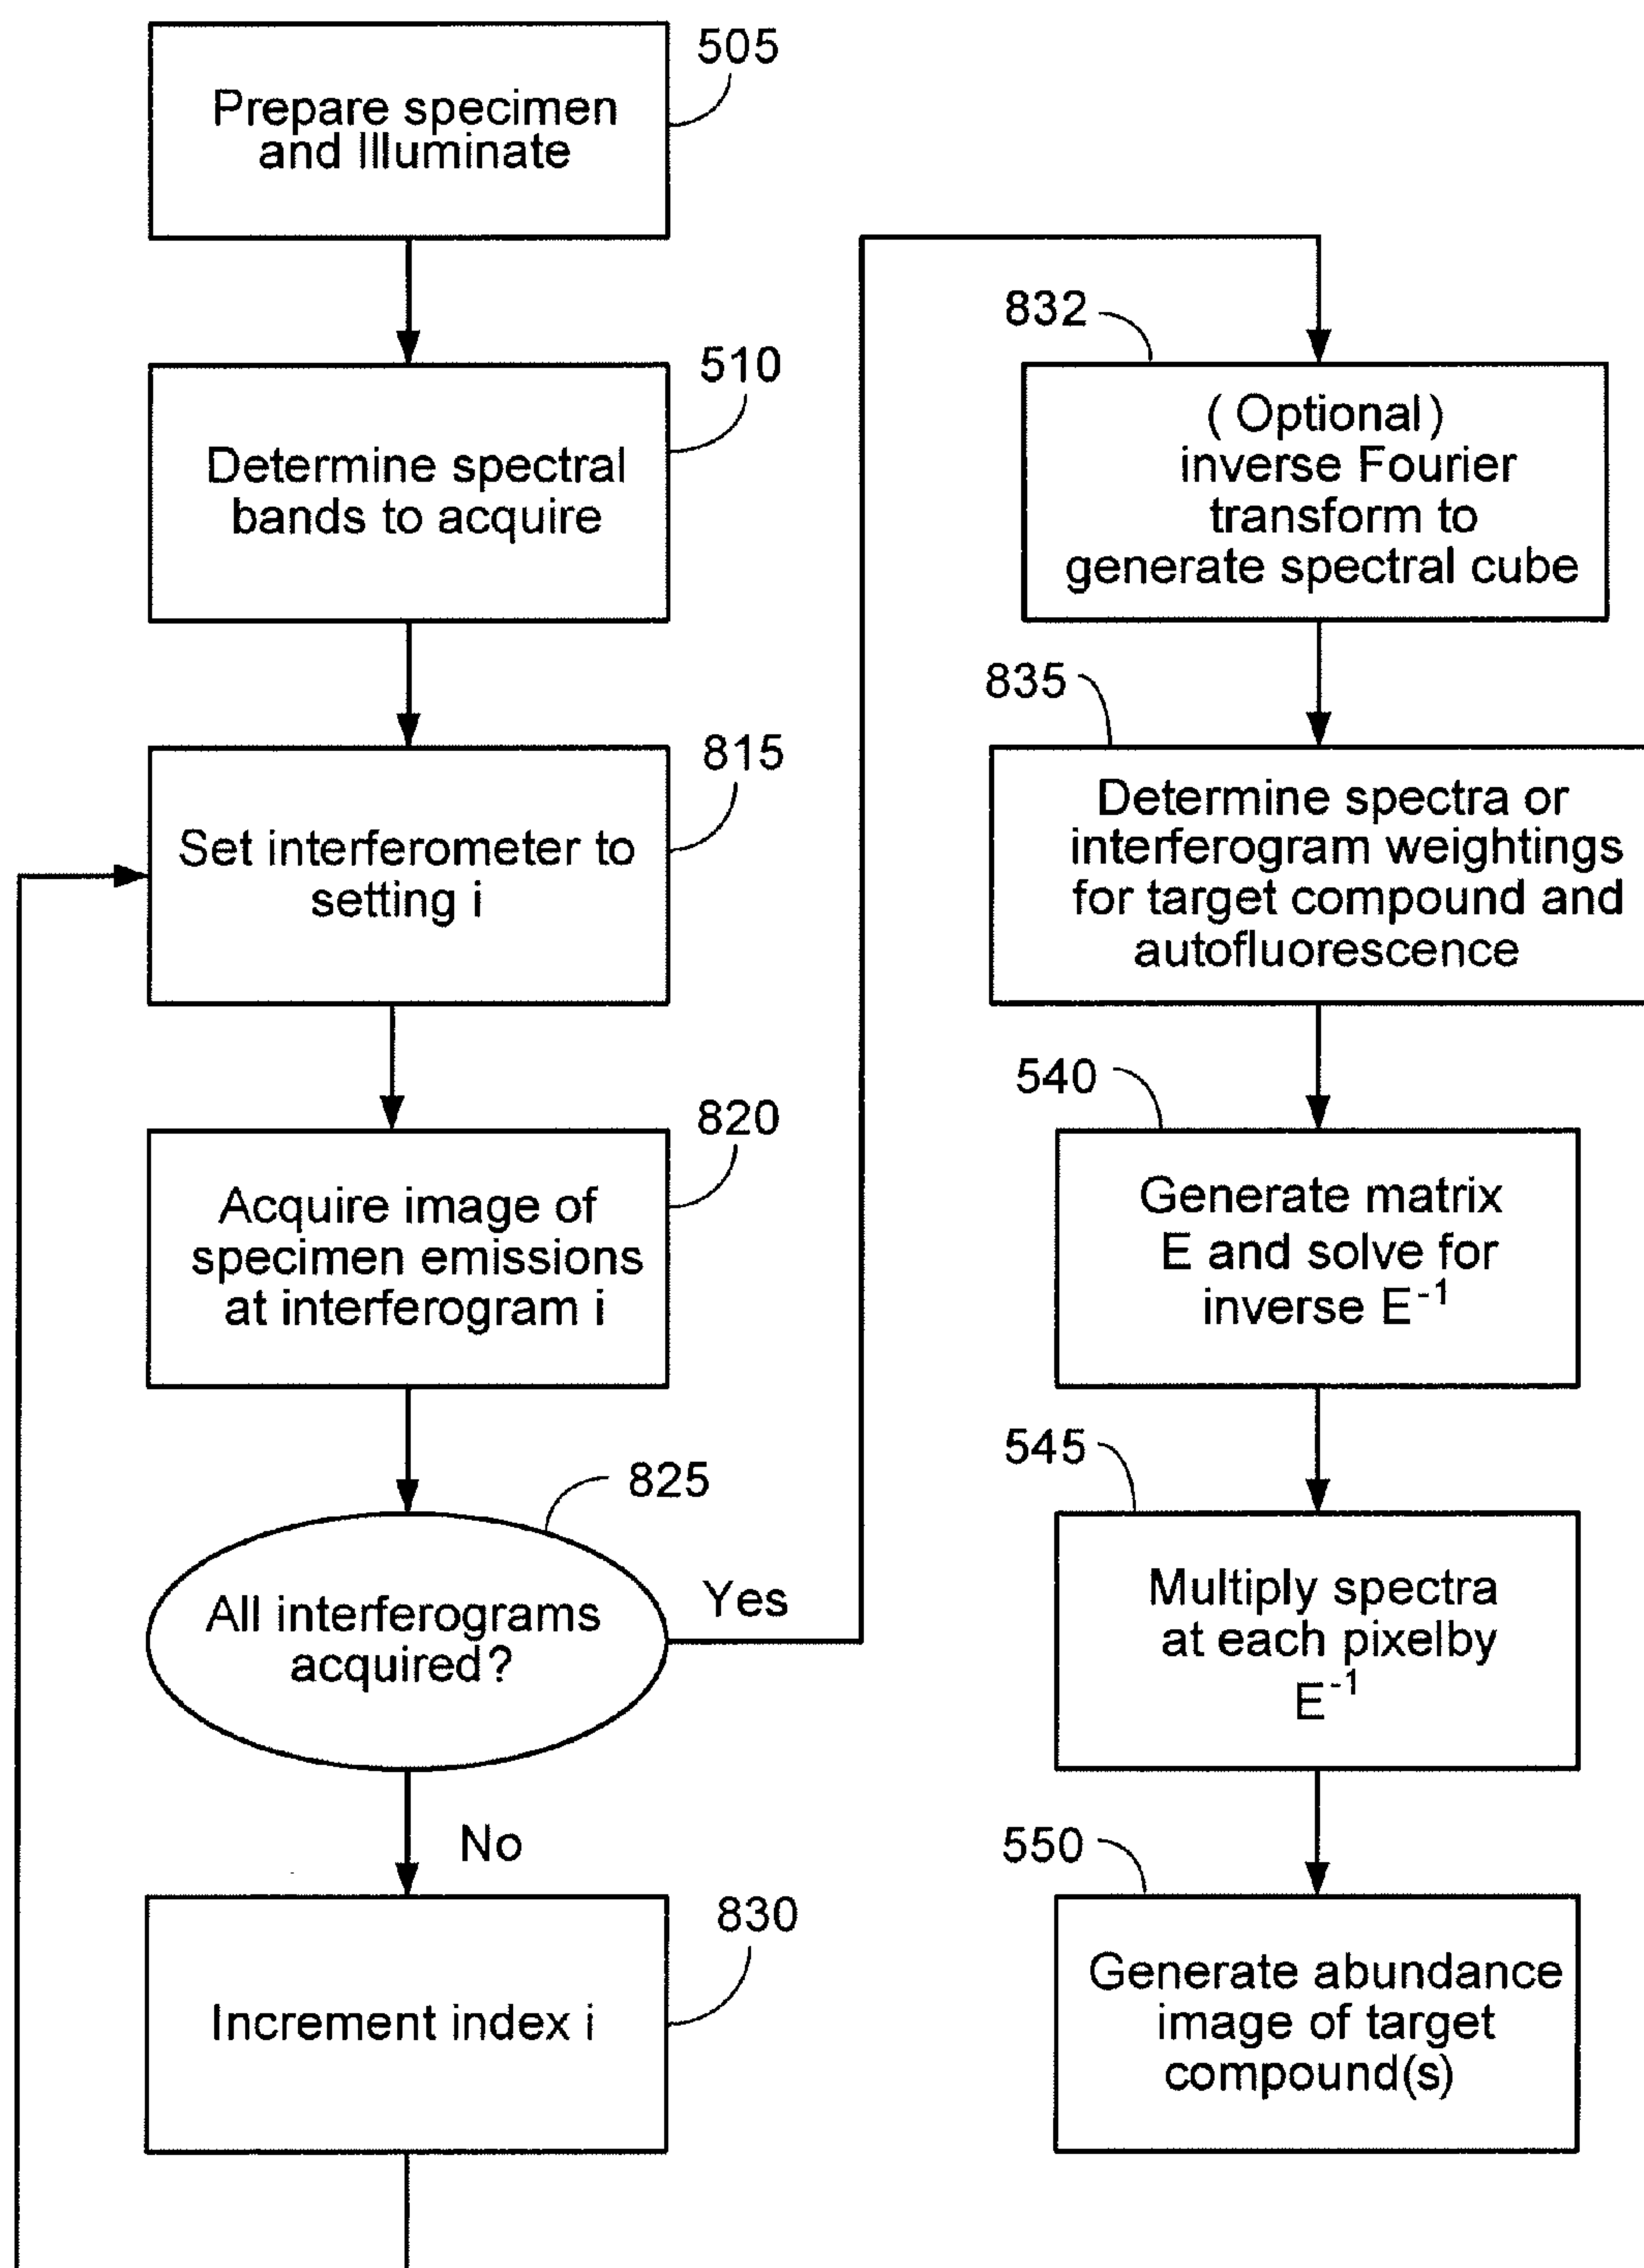 505
Prepare specimen
and Illuminate
510
Determine spectral
bands to acquire
815
Set interferometer to
setting i
820
Acquire image of
specimen emissions
at interferogram i
825
All interferograms
acquired?
Yes
No
830
Increment index i
832
( Optional )
inverse Fourier
transform to
generate spectral cube
835
Determine spectra or
interferogram weightings
for target compound and
autofluorescence
540
Generate matrix
E and solve for
inverse E⁻¹
545
Multiply spectra
at each pixelby
E⁻¹
550
Generate abundance
image of target
compound(s)